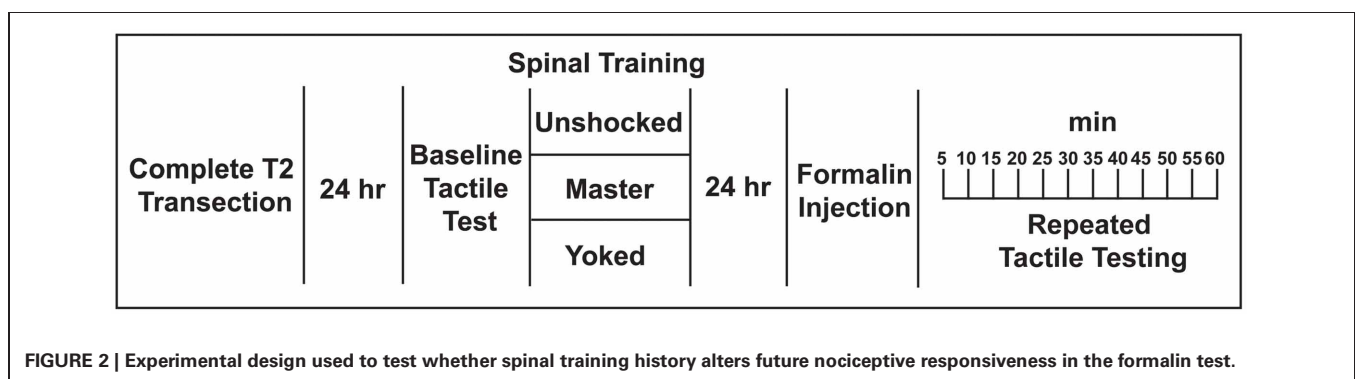 Spinal Training
Complete T2
Transection
24 hr
Baseline
Tactile
Test
Unshocked
Master
Yoked
24 hr
Formalin
Injection
min
5 10 15 20 25 30 35 40 45 50 55 60
Repeated
Tactile Testing
FIGURE 2 | Experimental design used to test whether spinal training history alters future nociceptive responsiveness in the formalin test.